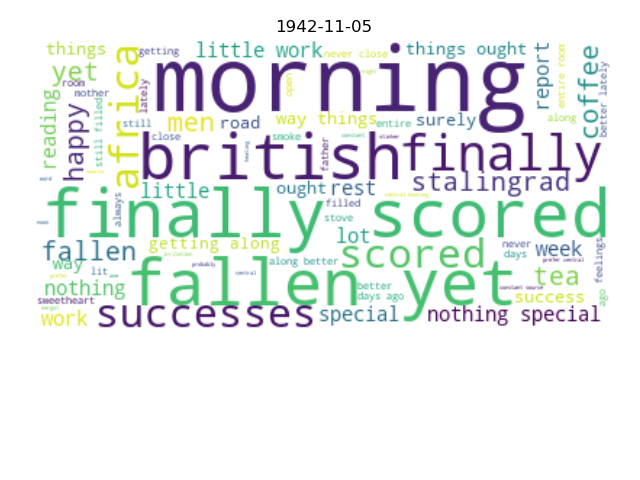 1942-11-05
things
getting
little work
never close
things ought
yet
room
mother
africa
morning
open
report
entire room
coffee
better lately
reading
happy
still filled
lately
still
men
road
way things
entire
surely
along
close
british
smoke
constant
father
finally
stalingrad
little
ought
rest
always
finally scored
filled
stove
lot
fallen
getting along
scored
never
days
week
prefer central
feelings
way
lit
probably
central
along better
nothing
fallen yet
better
days ago
tea
constant source
success
ago
sweetheart
work
successes
special
nothing special
central heating